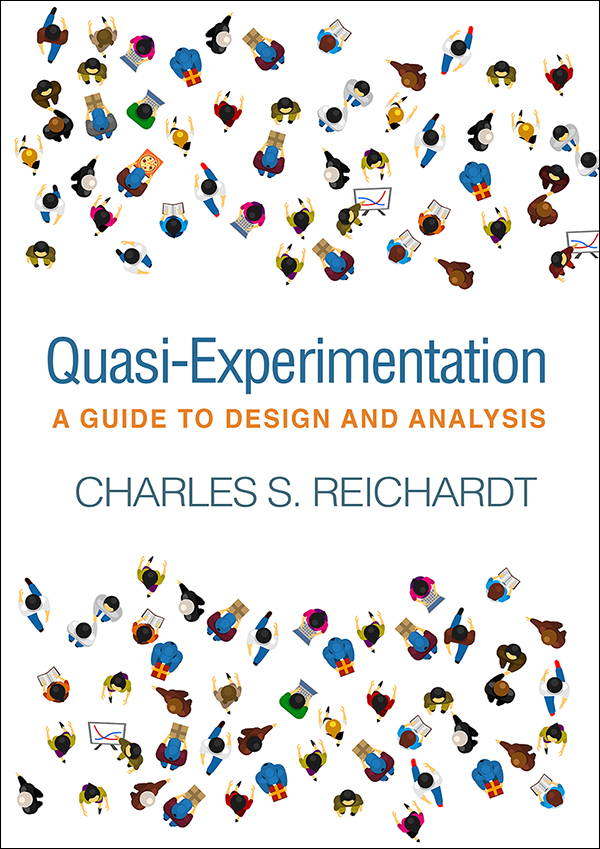 Quasi-Experimentation
A GUIDE TO DESIGN AND ANALYSIS
CHARLES S. REICHARDT